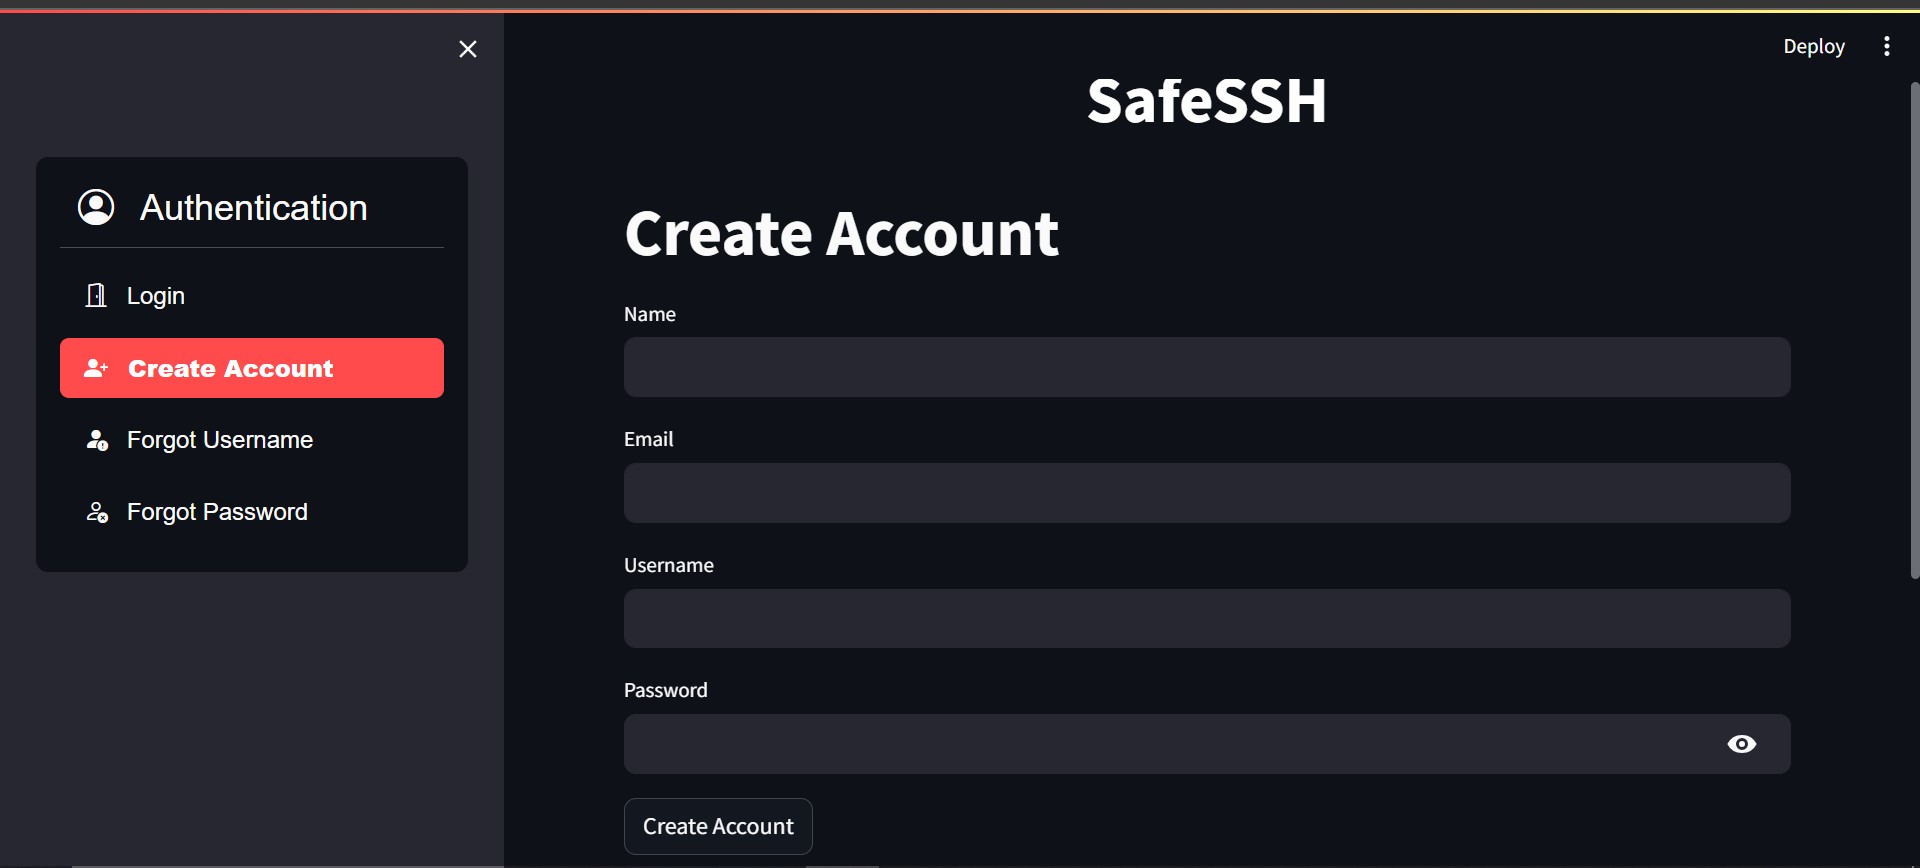 Deploy
SafeSSH
Authentication
Login
Create Account
Forgot Username
Forgot Password
Create Account
Name
Email
Username
Password
Create Account